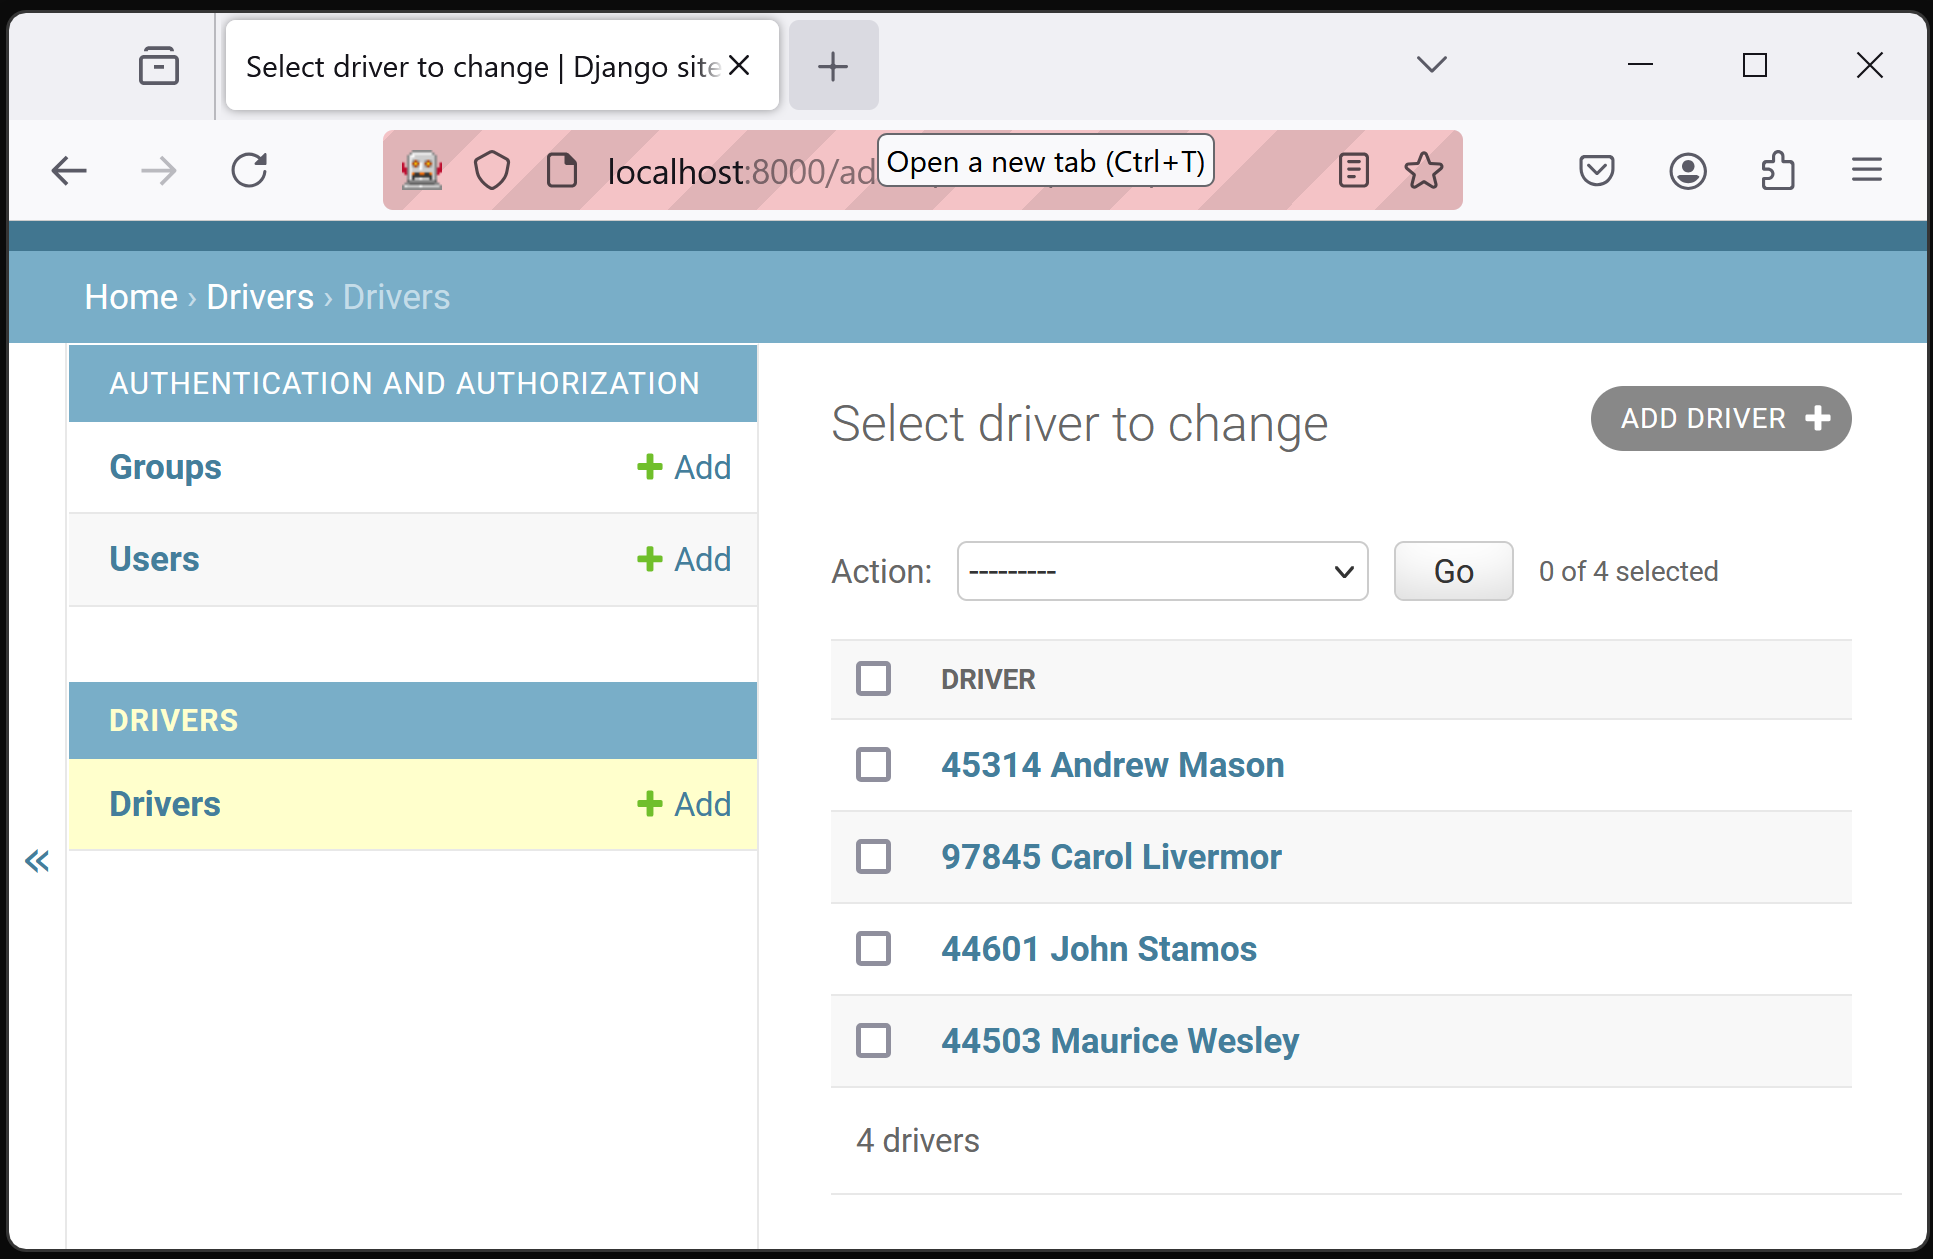 Select driver to change | Django site
localhost:8000/ad
Open a new tab (Ctrl+T)
Home › Drivers › Drivers
AUTHENTICATION AND AUTHORIZATION
Groups Add
Users Add
DRIVERS
Drivers Add
«
Select driver to change
ADD DRIVER
Action: --------- Go 0 of 4 selected
DRIVER
45314 Andrew Mason
97845 Carol Livermor
44601 John Stamos
44503 Maurice Wesley
4 drivers